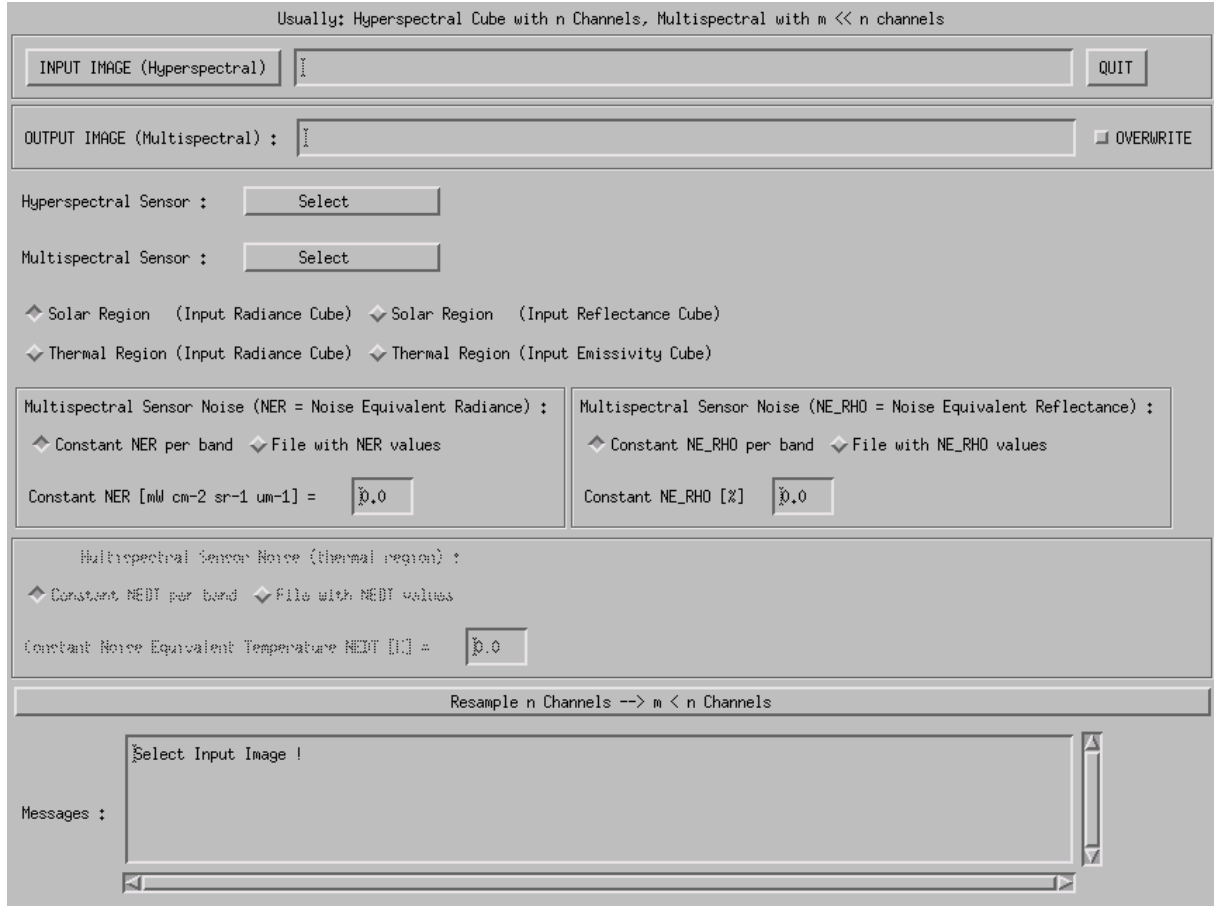 Usually: Hyperspectral Cube with n Channels, Multispectral with m << n channels
INPUT IMAGE (Hyperspectral) QUIT
OUTPUT IMAGE (Multispectral) : OVERWRITE
Hyperspectral Sensor : Select
Multispectral Sensor : Select
Solar Region (Input Radiance Cube) Solar Region (Input Reflectance Cube)
Thermal Region (Input Radiance Cube) Thermal Region (Input Emissivity Cube)
Multispectral Sensor Noise (NER = Noise Equivalent Radiance) :
Constant NER per band File with NER values
Constant NER [mW cm-2 sr-1 um-1] = 0.0
Multispectral Sensor Noise (NE_RHO = Noise Equivalent Reflectance) :
Constant NE_RHO per band File with NE_RHO values
Constant NE_RHO [%] 0.0
Multispectral Sensor Noise (thermal region) :
Constant NEDT per band File with NEDT values
Constant Noise Equivalent Temperature NEDT [K] = 0.0
Resample n Channels --> m < n Channels
Select Input Image !
Messages :